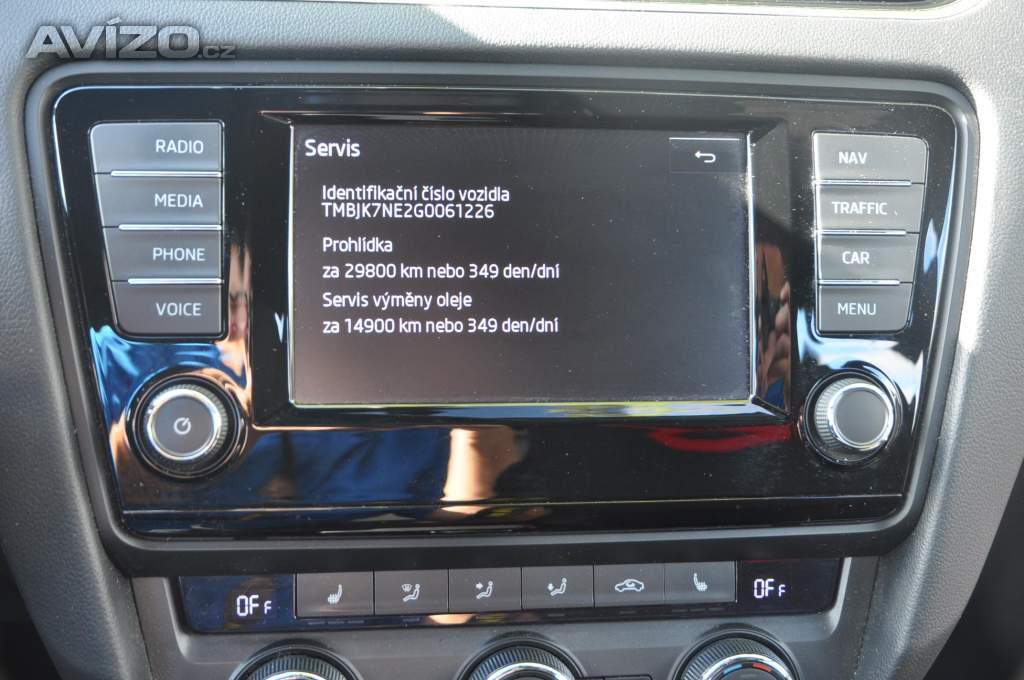 AVÍZO.cz
RADIO
MEDIA
PHONE
VOICE
Servis
Identifikační číslo vozidla
TMBJK7NE2G0061226
Prohlídka
za 29800 km nebo 349 den/dní
Servis výměny oleje
za 14900 km nebo 349 den/dní
NAV
TRAFFIC
CAR
MENU
OFF
OFF